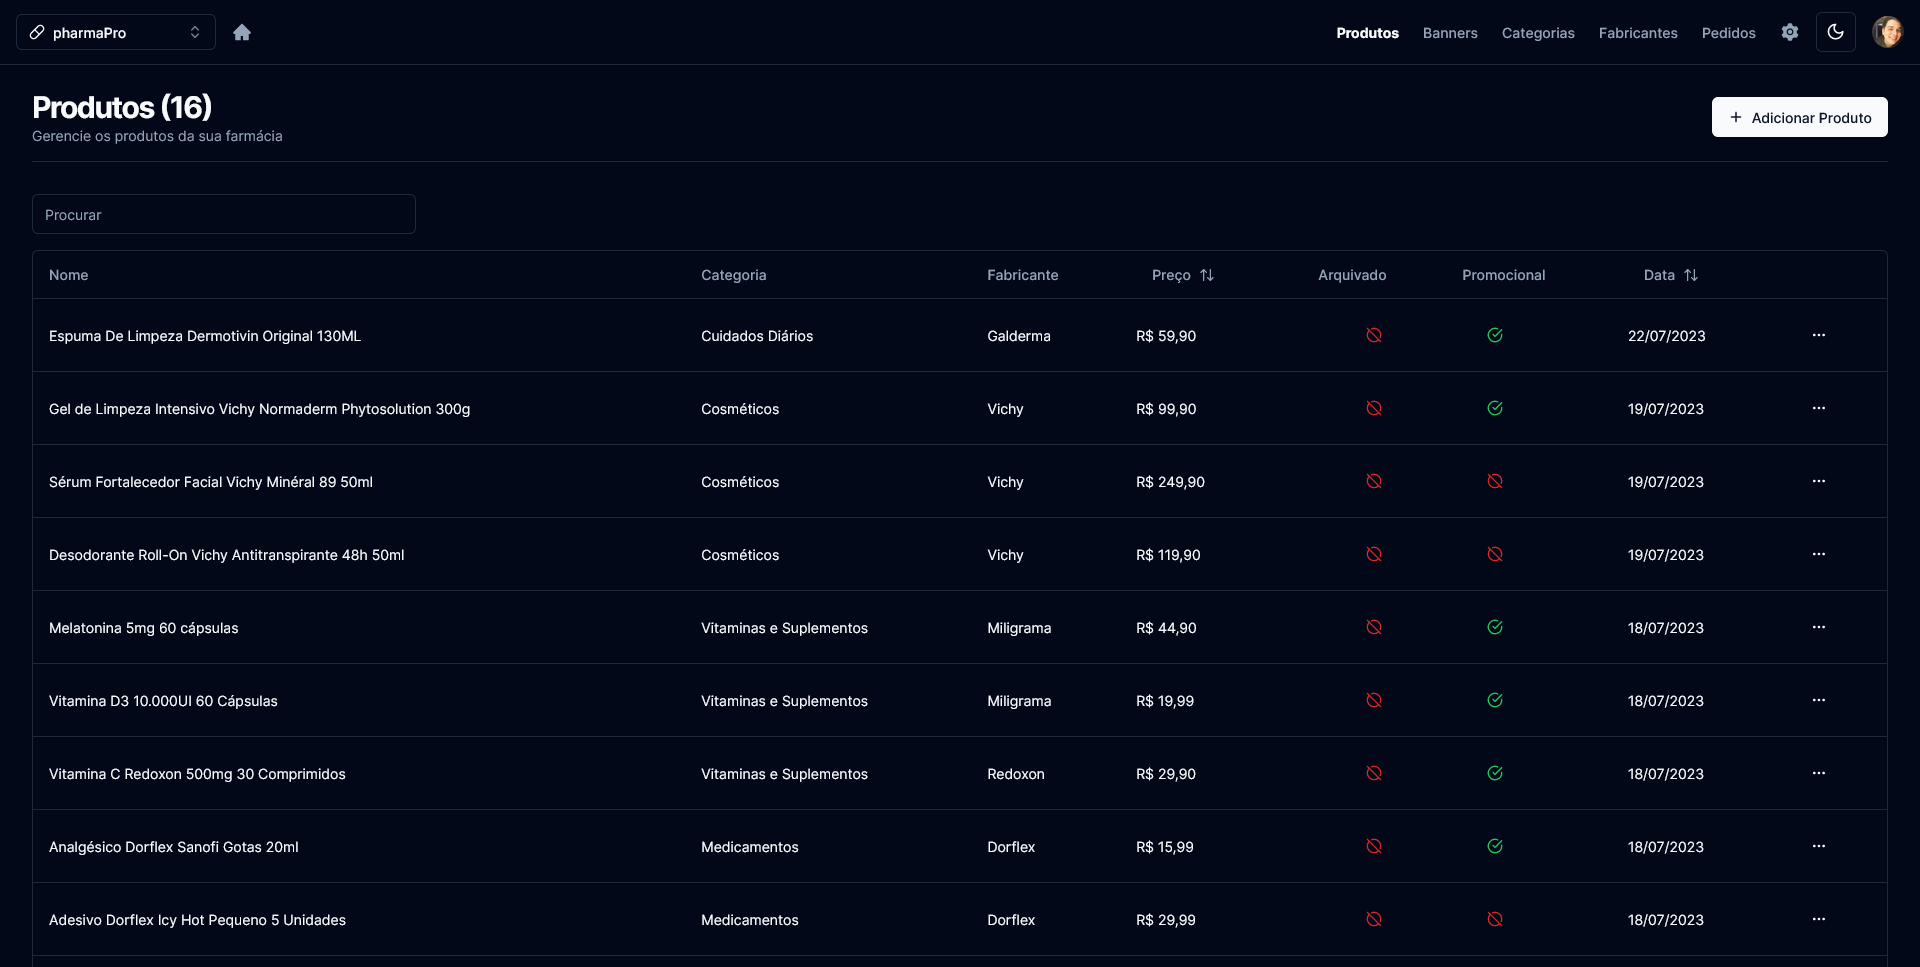 pharmaPro
Produtos Banners Categorias Fabricantes Pedidos
Produtos (16)
Gerencie os produtos da sua farmácia
+ Adicionar Produto
Procurar
Nome Categoria Fabricante Preço Arquivado Promocional Data
Espuma De Limpeza Dermotivin Original 130ML Cuidados Diários Galderma R$ 59,90 22/07/2023 ...
Gel de Limpeza Intensivo Vichy Normaderm Phytosolution 300g Cosméticos Vichy R$ 99,90 19/07/2023 ...
Sérum Fortalecedor Facial Vichy Minéral 89 50ml Cosméticos Vichy R$ 249,90 19/07/2023 ...
Desodorante Roll-On Vichy Antitranspirante 48h 50ml Cosméticos Vichy R$ 119,90 19/07/2023 ...
Melatonina 5mg 60 cápsulas Vitaminas e Suplementos Miligrama R$ 44,90 18/07/2023 ...
Vitamina D3 10.000UI 60 Cápsulas Vitaminas e Suplementos Miligrama R$ 19,99 18/07/2023 ...
Vitamina C Redoxon 500mg 30 Comprimidos Vitaminas e Suplementos Redoxon R$ 29,90 18/07/2023 ...
Analgésico Dorflex Sanofi Gotas 20ml Medicamentos Dorflex R$ 15,99 18/07/2023 ...
Adesivo Dorflex Icy Hot Pequeno 5 Unidades Medicamentos Dorflex R$ 29,99 18/07/2023 ...